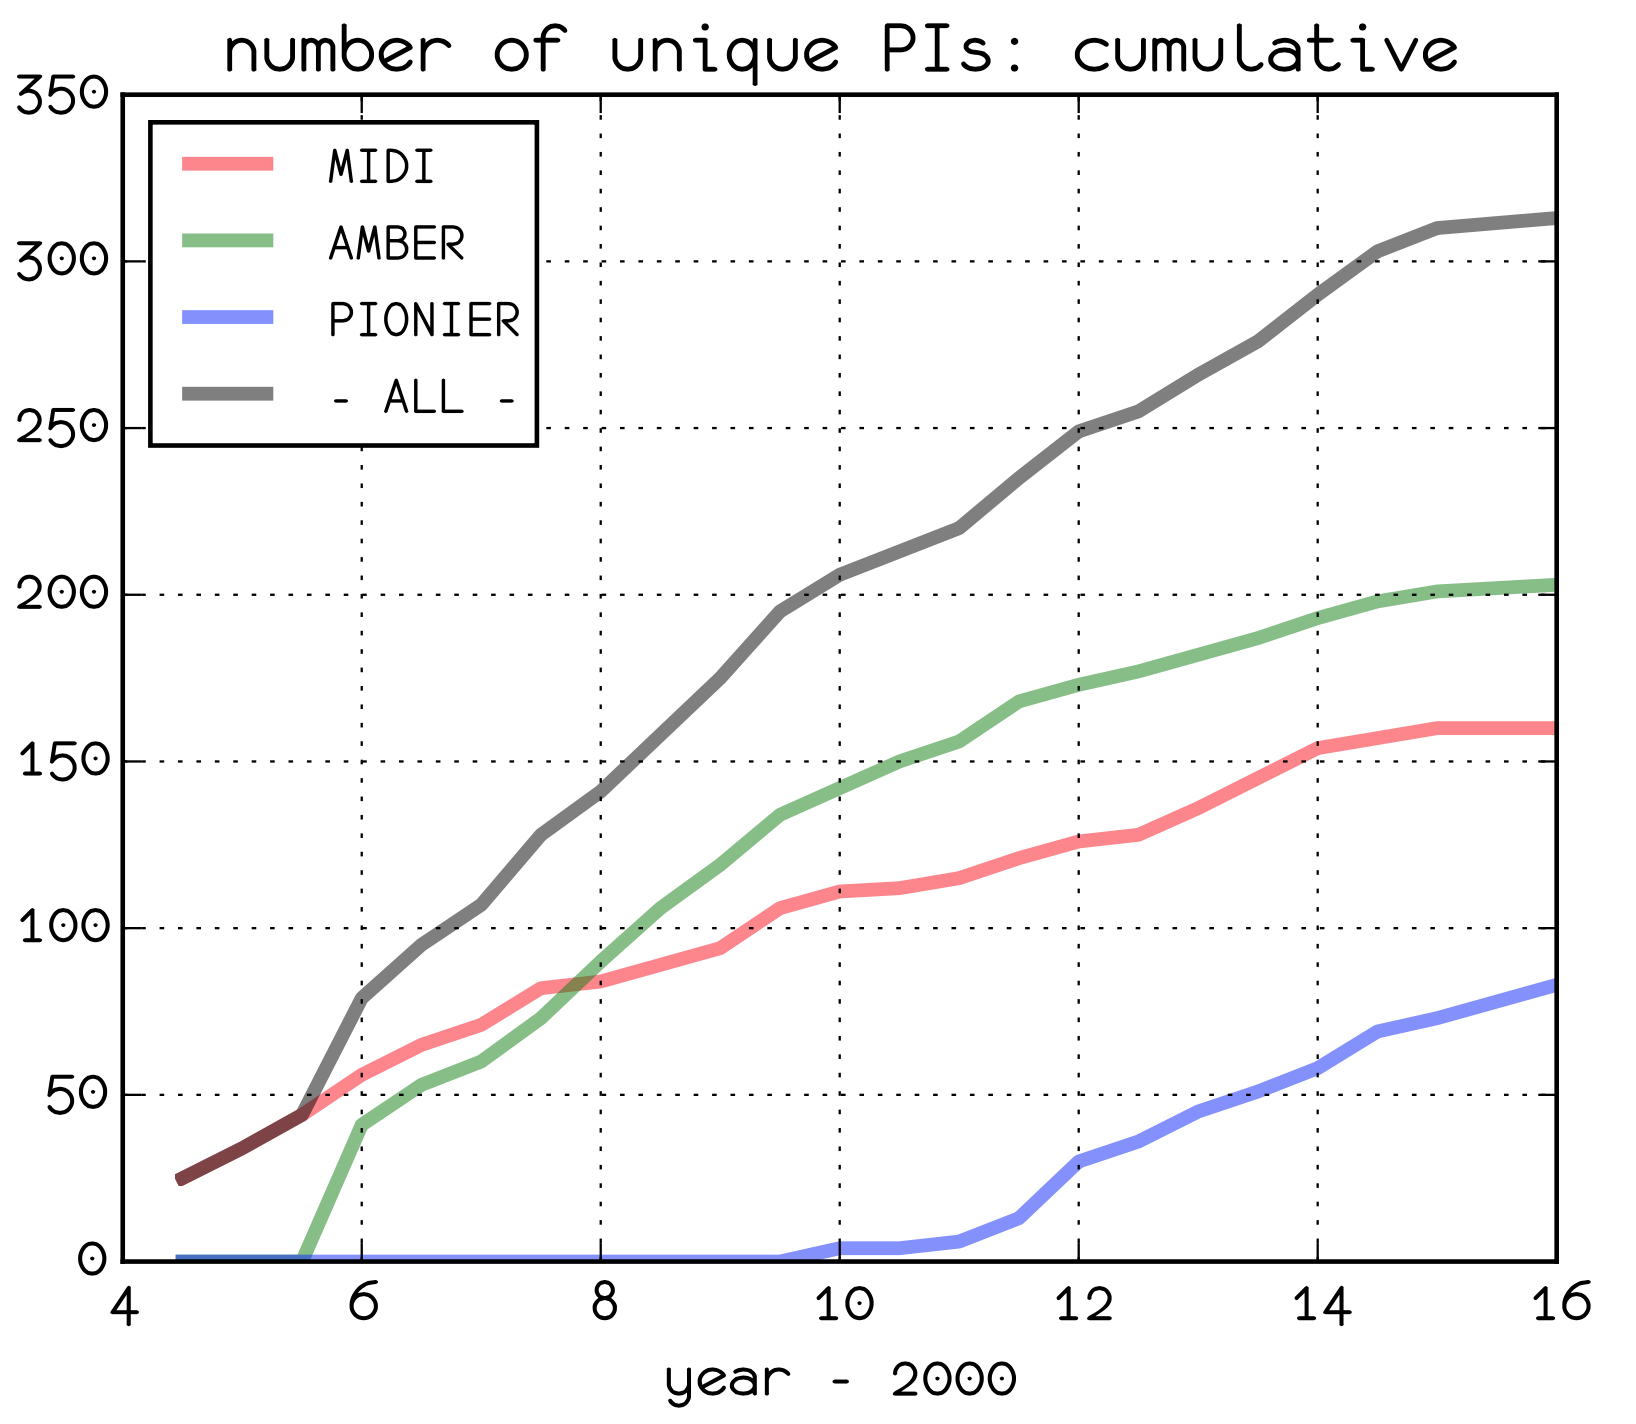 number of unique PIs: cumulative
350
300
250
200
150
100
50
0
MIDI
AMBER
PIONIER
- ALL -
4 6 8 10 12 14 16
year - 2000